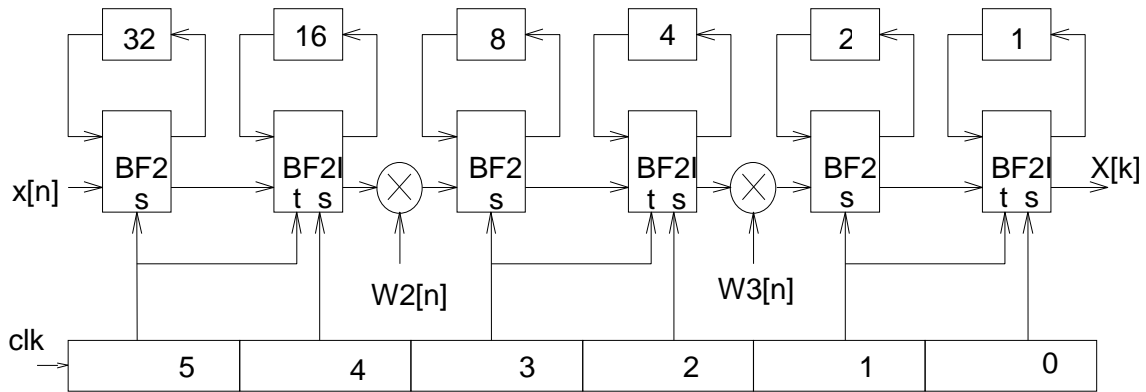 32 16 8 4 2 1
BF2 BF2I BF2 BF2I BF2 BF2I
x[n] X[k]
s t s s t s s t s
W2[n] W3[n]
clk
5 4 3 2 1 0